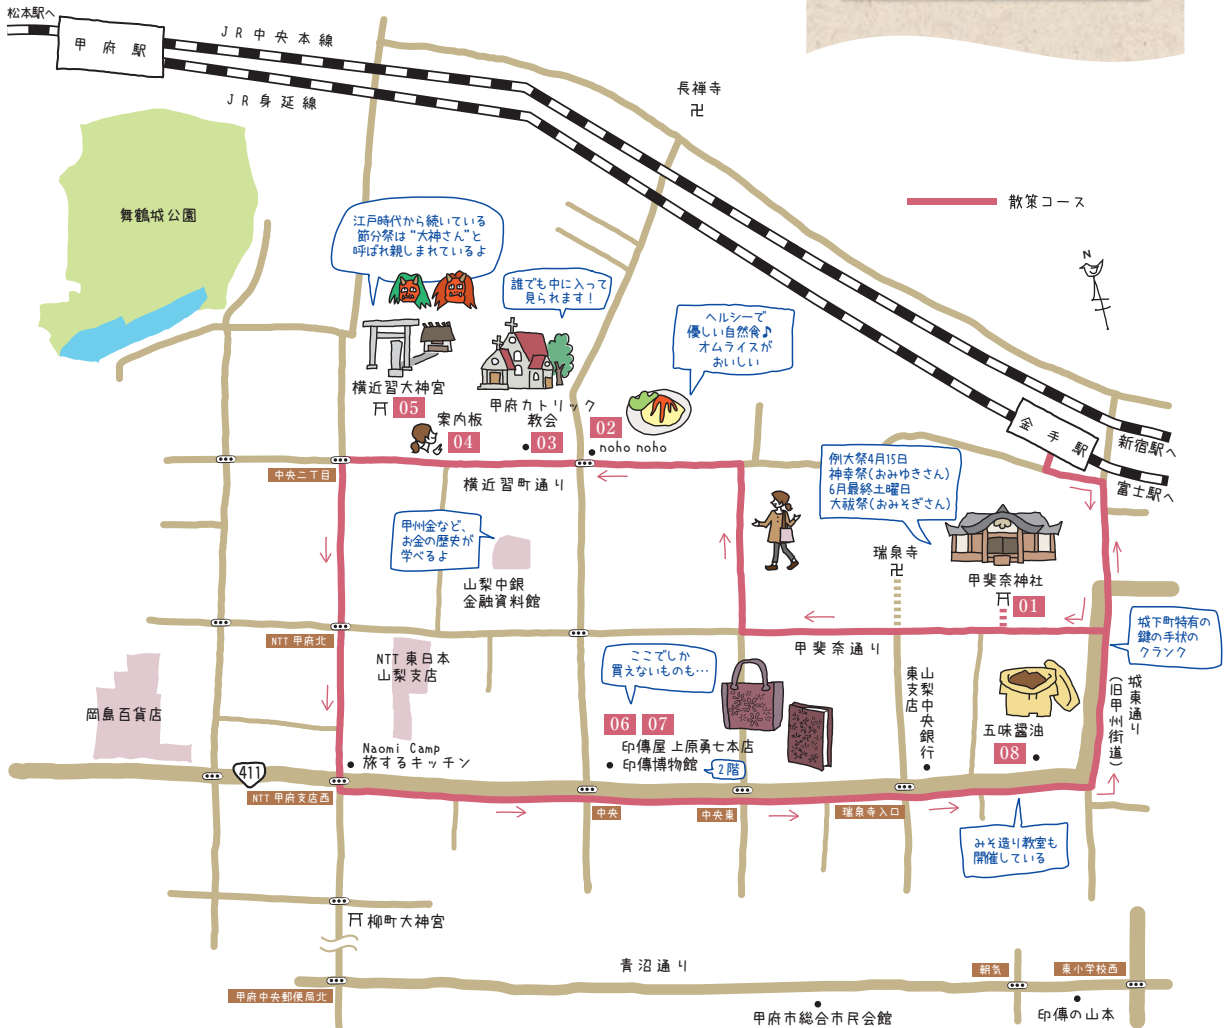 松本駅へ
甲府駅
JR中央本線
JR身延線
長禅寺
卍
舞鶴城公園
散策コース
N
江戸時代から続いている
節分祭は“大神さん”と
呼ばれ親しまれているよ
誰でも中に入って
見られます！
ヘルシーで
優しい自然食♪
オムライスが
おいしい
横近習大神宮
05
案内板
04
甲府カトリック
教会
03
02
noho noho
金手駅
新宿駅へ
富士駅へ
中央二丁目
横近習町通り
例大祭4月15日
神幸祭(おみゆきさん)
6月最終土曜日
大祓祭(おみそぎさん)
甲州金など、
お金の歴史が
学べるよ
山梨中銀
金融資料館
瑞泉寺
卍
甲斐奈神社
01
NTT 甲府北
甲斐奈通り
城下町特有の
鍵の手状の
クランク
NTT 東日本
山梨支店
ここでしか
買えないものも…
06
07
印傳屋 上原勇七本店
印傳博物館
2階
山梨中央銀行
東支店
五味醤油
08
城東通り
(旧甲州街道)
岡島百貨店
Naomi Camp
旅するキッチン
411
NTT 甲府支店西
中央
中央東
瑞泉寺入口
みそ造り教室も
開催している
柳町大神宮
青沼通り
甲府中央郵便局北
朝気
東小学校西
甲府市総合市民会館
印傳の山本